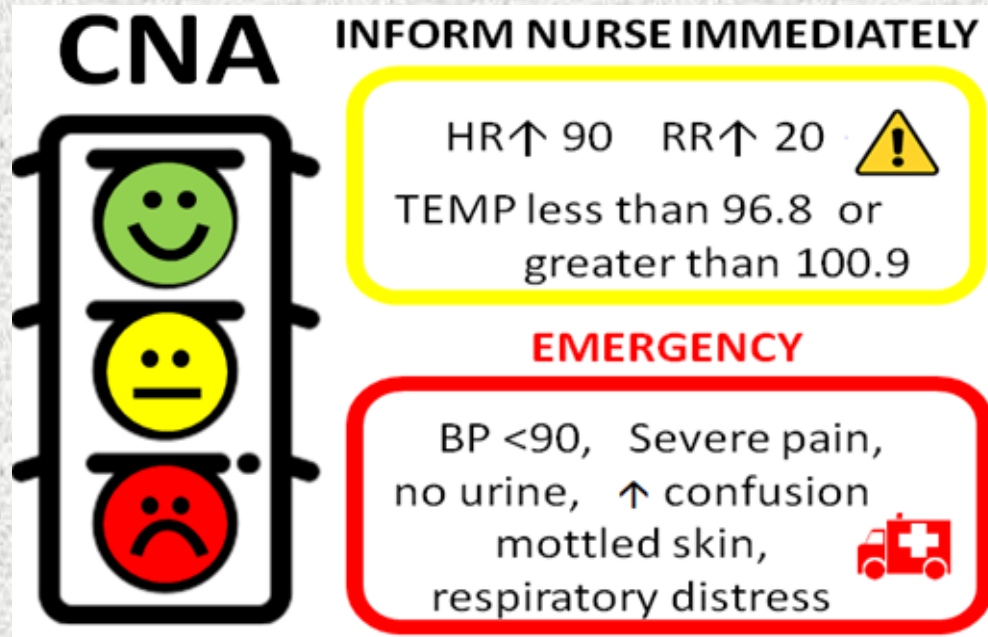 CNA
INFORM NURSE IMMEDIATELY
HR↑ 90 RR↑ 20
TEMP less than 96.8 or
greater than 100.9
EMERGENCY
BP <90, Severe pain,
no urine, ↑ confusion
mottled skin,
respiratory distress